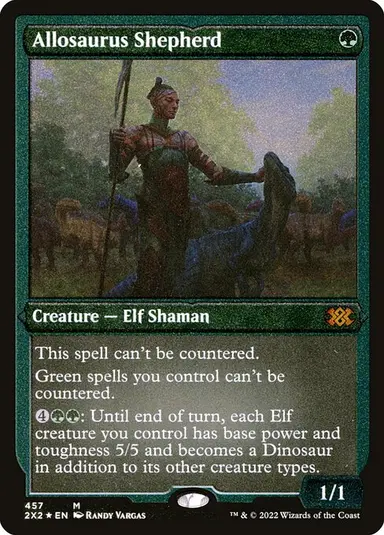 Allosaurus Shepherd
Creature — Elf Shaman
This spell can't be countered.
Green spells you control can't be
countered.
4: Until end of turn, each Elf
creature you control has base power and
toughness 5/5 and becomes a Dinosaur
in addition to its other creature types.
1/1
457 M
2X2 ★ EN Randy Vargas
™ & © 2022 Wizards of the Coast